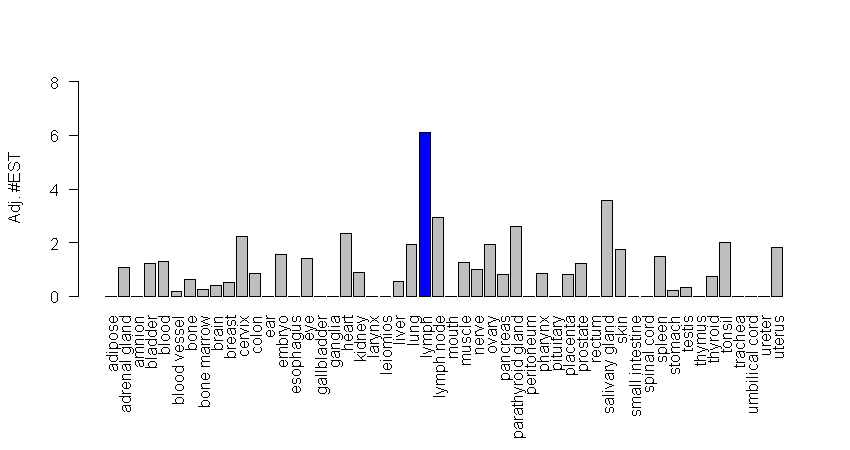 Adj. #EST
8
6
4
2
0
adipose
adrenal gland
amnion
bladder
blood
blood vessel
bone
bone marrow
brain
breast
cervix
colon
ear
embryo
esophagus
eye
gallbladder
ganglia
heart
kidney
larynx
leiomios
liver
lung
lymph
lymph node
mouth
muscle
nerve
ovary
pancreas
parathyroid gland
peritoneum
pharynx
pituitary
placenta
prostate
rectum
salivary gland
skin
small intestine
spinal cord
spleen
stomach
testis
thymus
thyroid
tonsil
trachea
umbilical cord
ureter
uterus